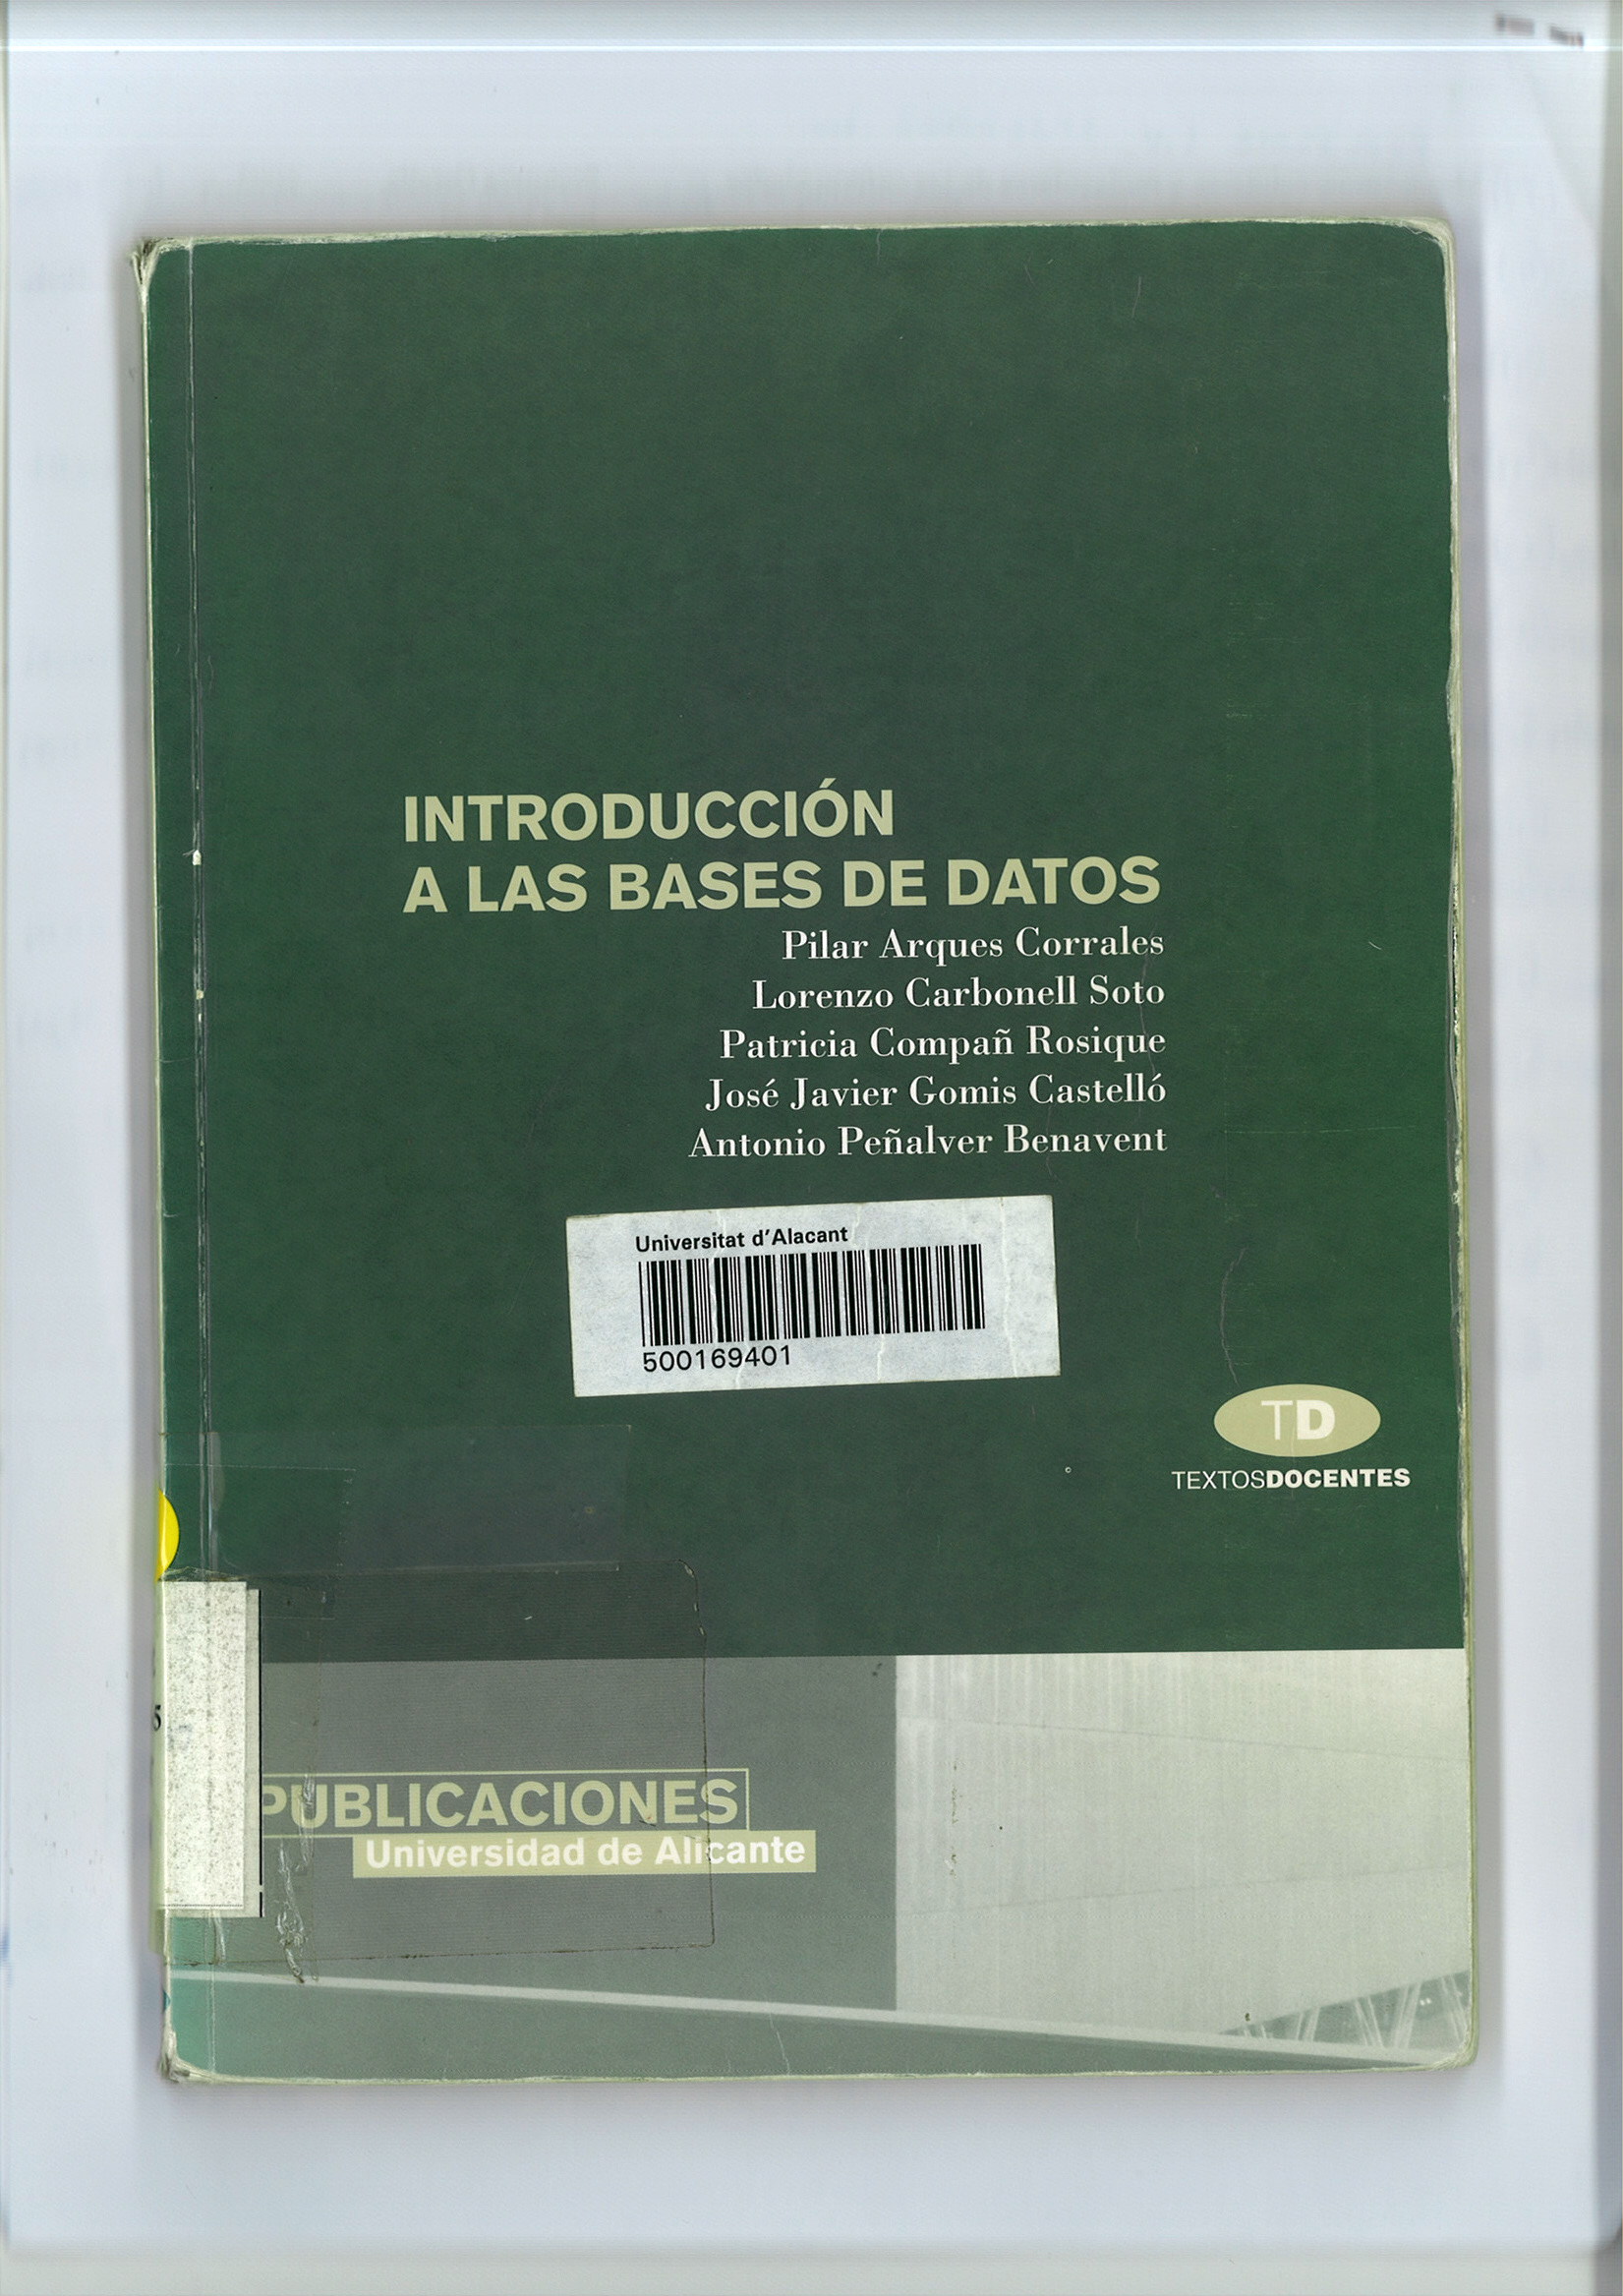 INTRODUCCIÓN
A LAS BASES DE DATOS
Pilar Arques Corrales
Lorenzo Carbonell Soto
Patricia Compañ Rosique
José Javier Gomis Castelló
Antonio Peñalver Benavent
Universitat d'Alacant
500169401
TD
TEXTOSDOCENTES
5
PUBLICACIONES
Universidad de Alicante